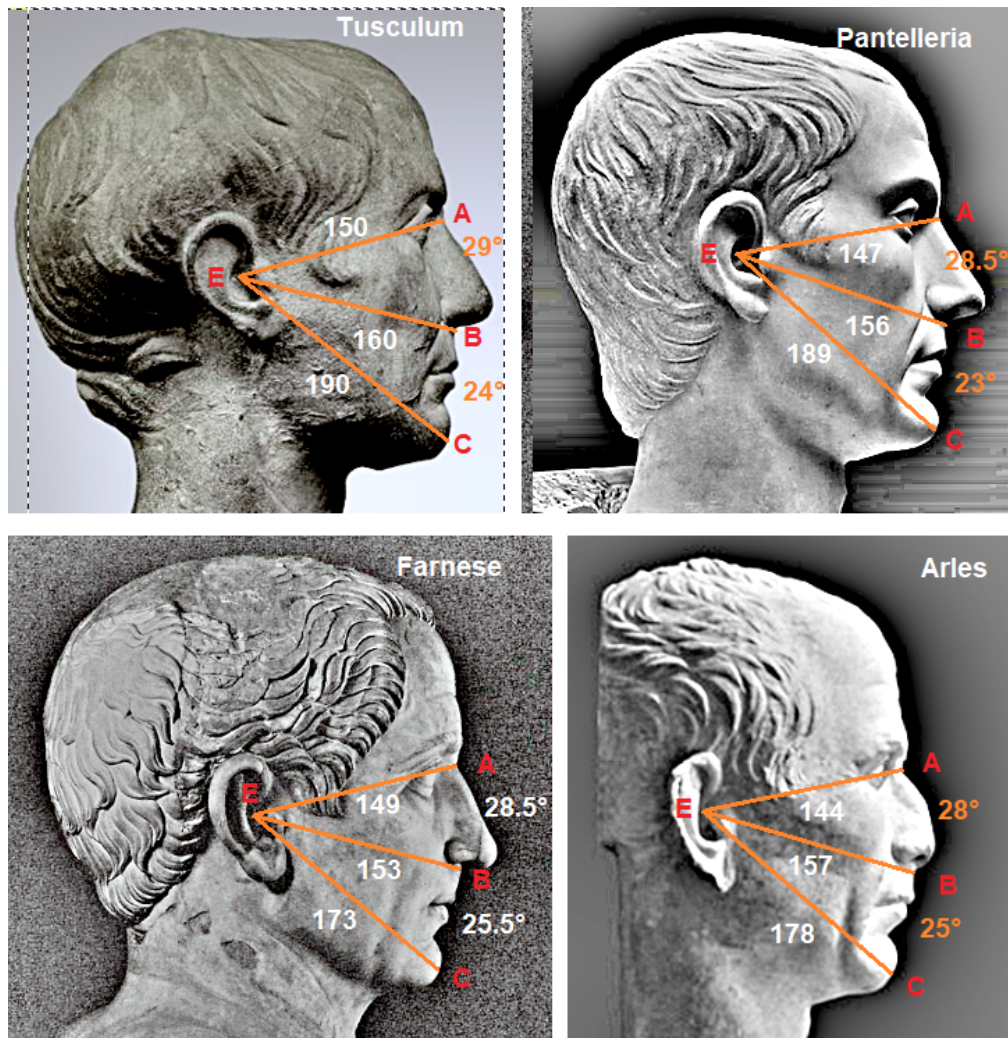 Tusculum
A
150
29°
E
B
160
190
24°
C
Pantelleria
A
E
147
28.5°
B
156
189
23°
C
Farnese
A
E
149
28.5°
B
153
173
25.5°
C
Arles
A
E
144
28°
B
157
178
25°
C